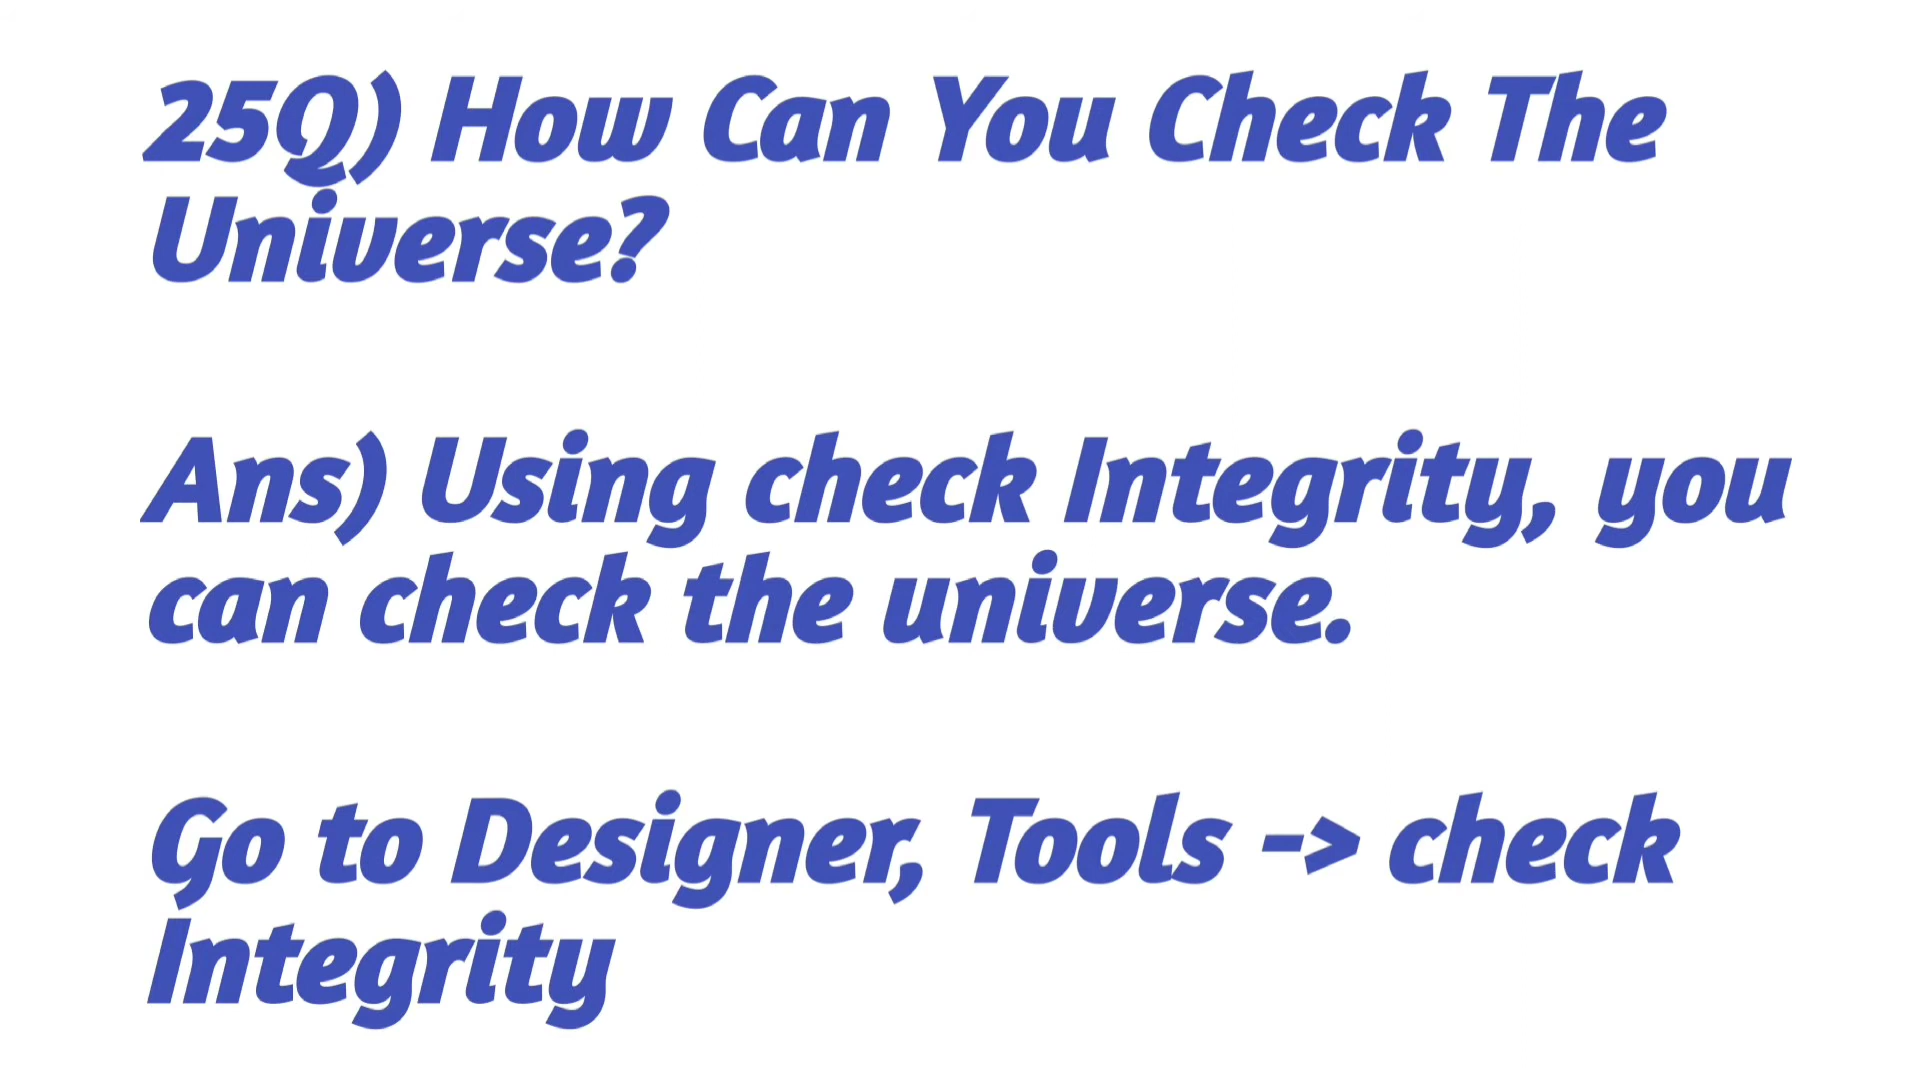 25Q) How Can You Check The
Universe?
Ans) Using check Integrity, you
can check the universe.
Go to Designer, Tools -> check
Integrity